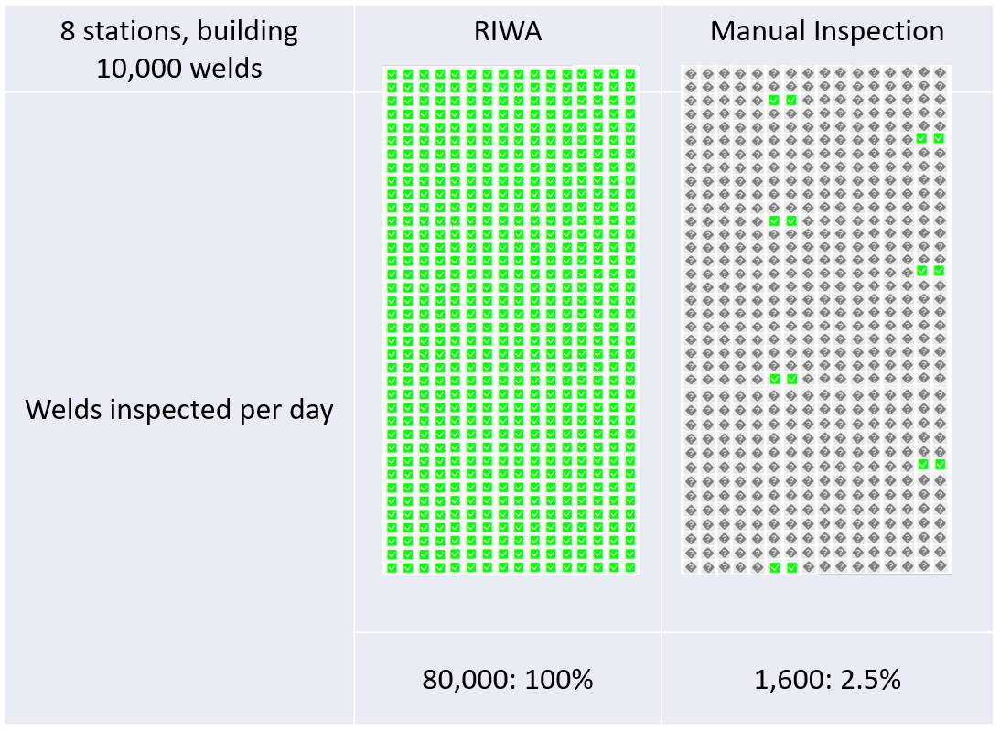 8 stations, building
10,000 welds
RIWA
Manual Inspection
Welds inspected per day
80,000: 100%
1,600: 2.5%